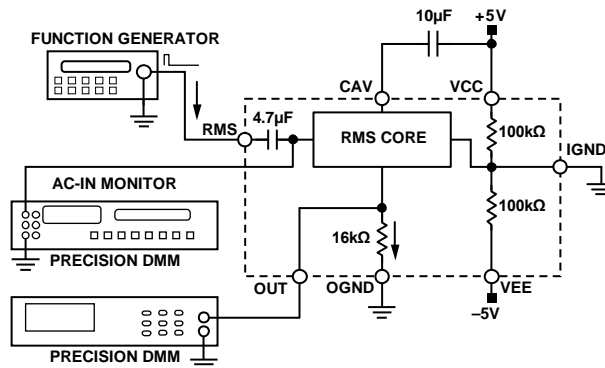 10µF
+5V
FUNCTION GENERATOR
CAV
VCC
RMS
4.7µF
RMS CORE
100kΩ
IGND
AC-IN MONITOR
100kΩ
16kΩ
PRECISION DMM
OUT
OGND
VEE
–5V
PRECISION DMM